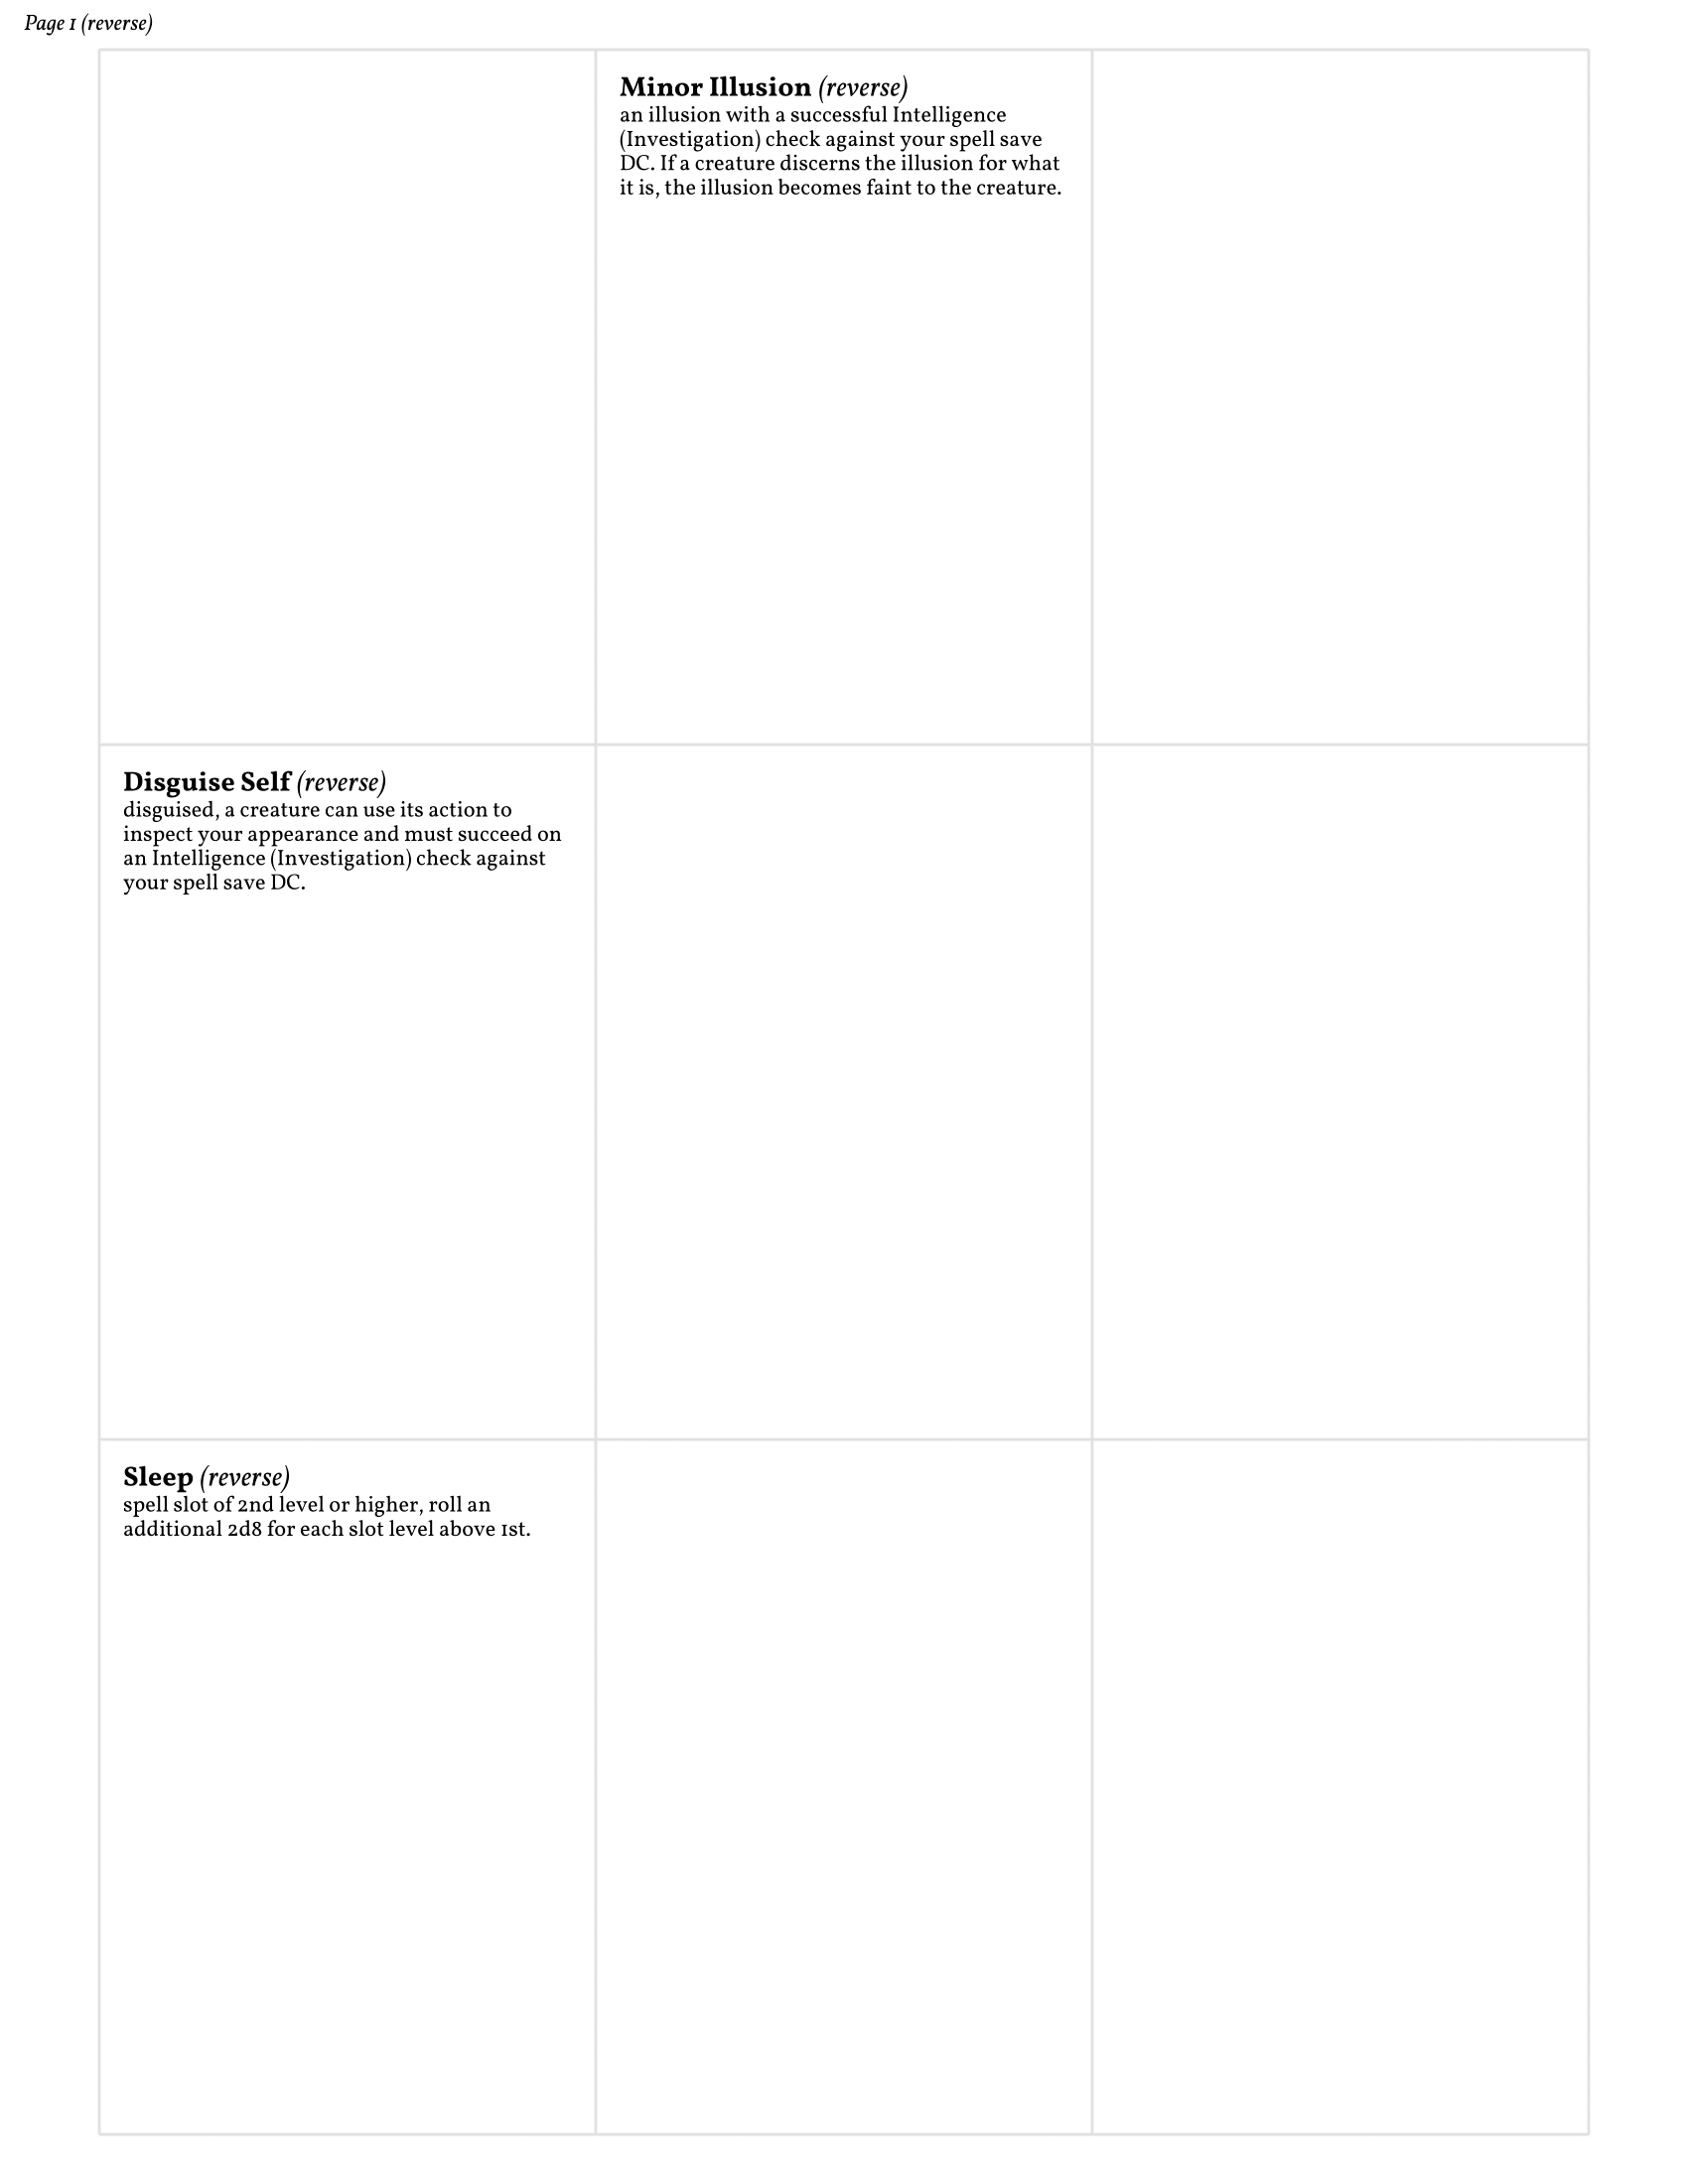 Page 1 (reverse)
Minor Illusion (reverse)
an illusion with a successful Intelligence
(Investigation) check against your spell save
DC. If a creature discerns the illusion for what
it is, the illusion becomes faint to the creature.
Disguise Self (reverse)
disguised, a creature can use its action to
inspect your appearance and must succeed on
an Intelligence (Investigation) check against
your spell save DC.
Sleep (reverse)
spell slot of 2nd level or higher, roll an
additional 2d8 for each slot level above 1st.